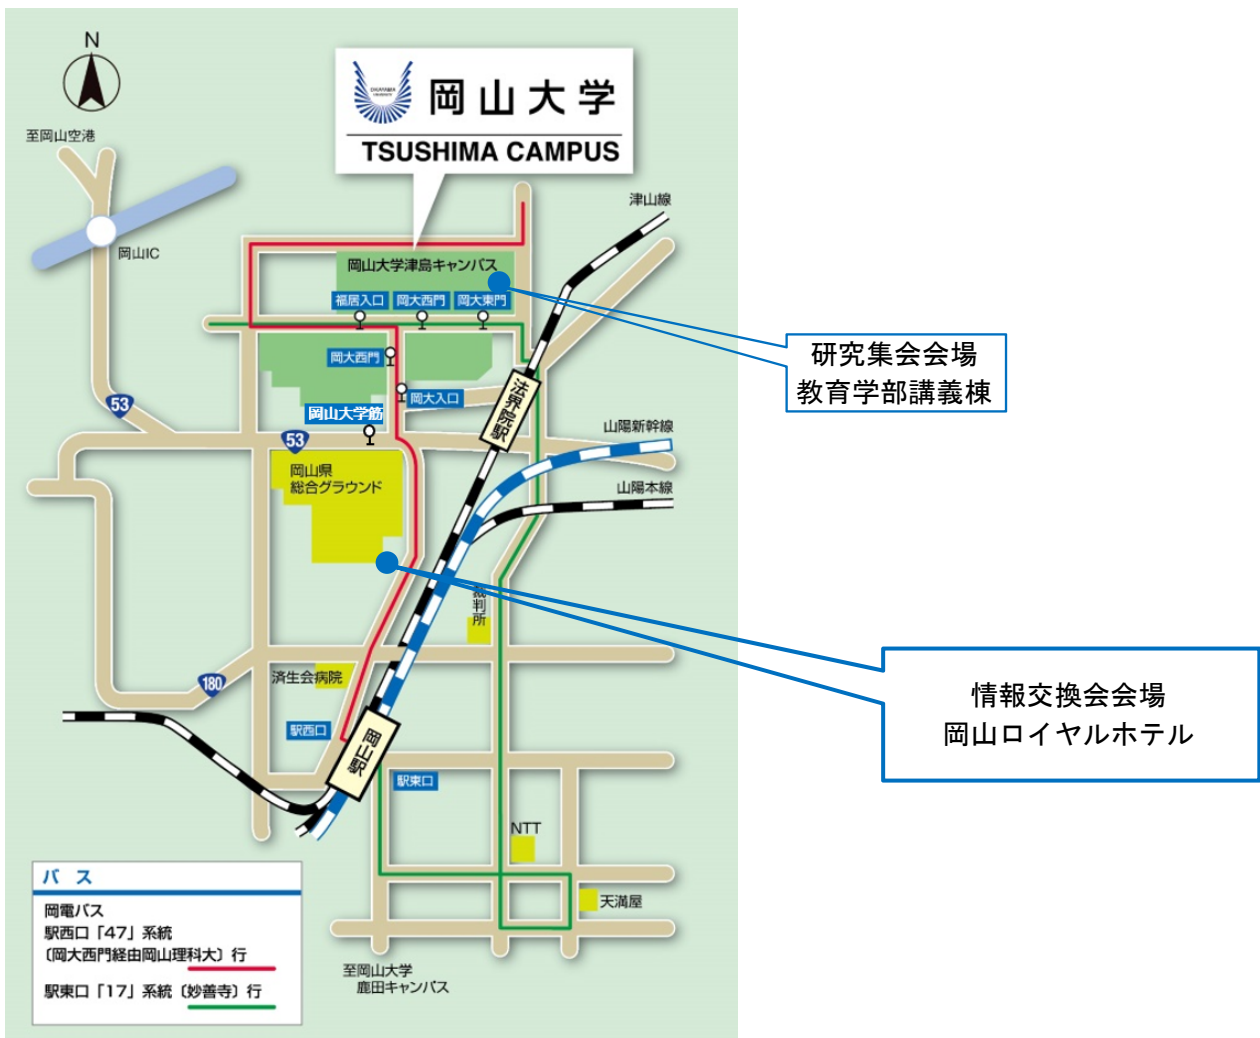 N
岡山大学
TSUSHIMA CAMPUS
至岡山空港
岡山IC
津山線
岡山大学津島キャンパス
福居入口
岡大西門
岡大東門
岡大西門
岡大入口
岡山大学筋
法界院駅
研究集会会場
教育学部講義棟
53
53
岡山県
総合グラウンド
山陽新幹線
山陽本線
裁判所
済生会病院
180
駅西口
岡山駅
駅東口
情報交換会会場
岡山ロイヤルホテル
NTT
天満屋
至岡山大学
鹿田キャンパス
バス
岡電バス
駅西口「47」系統
〔岡大西門経由岡山理科大〕行
駅東口「17」系統〔妙善寺〕行